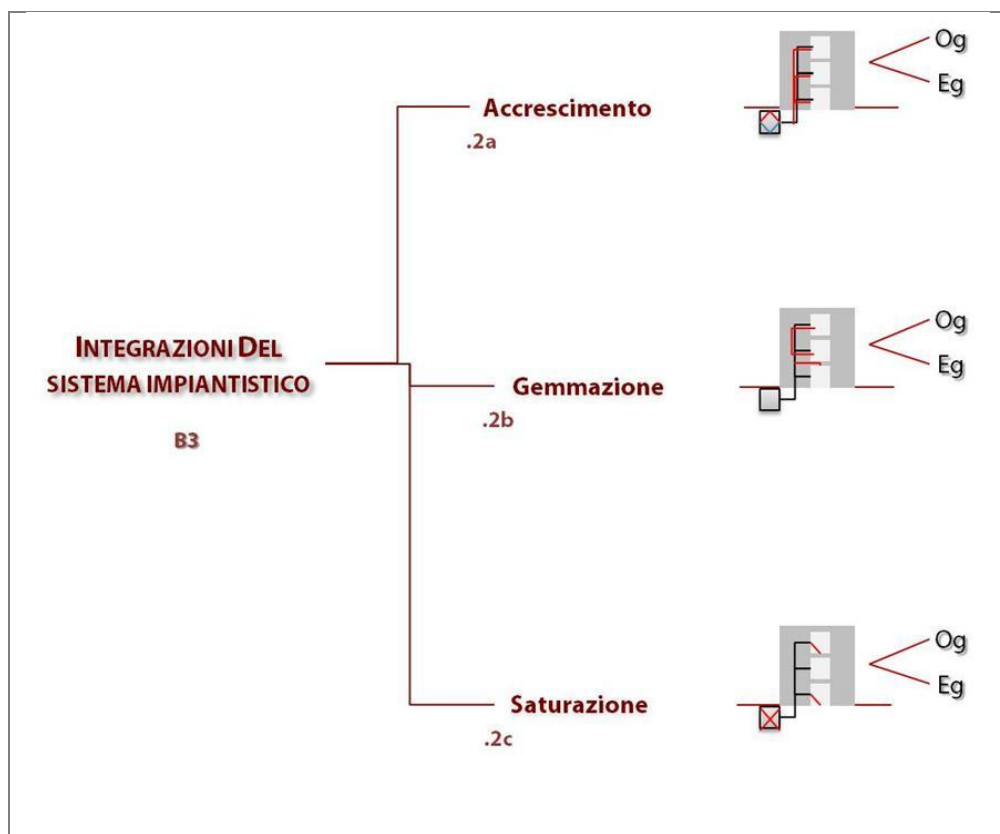 Og
Eg
Accrescimento
.2a
INTEGRAZIONI DEL
SISTEMA IMPIANTISTICO
B3
Og
Eg
Gemmazione
.2b
Og
Eg
Saturazione
.2c